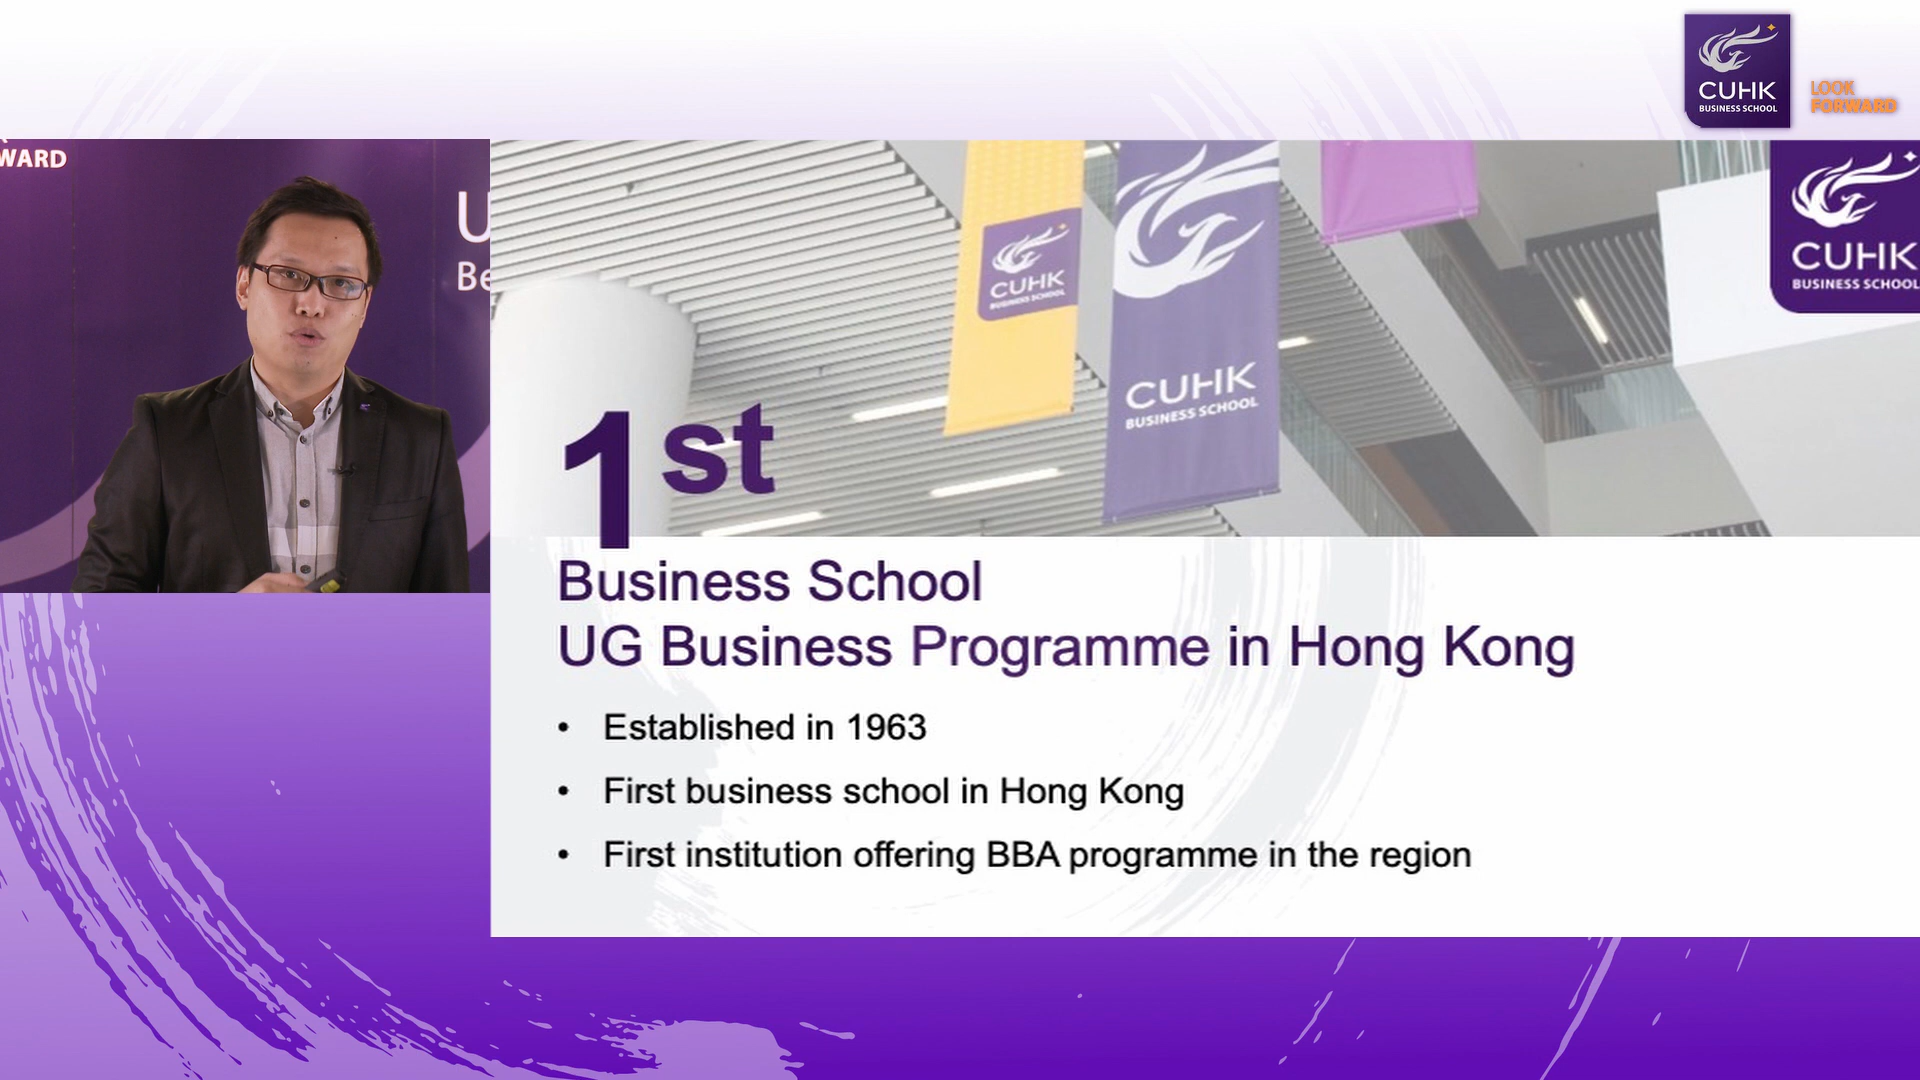 CUHK
BUSINESS SCHOOL
LOOK
FORWARD
WARD
U
Be
CUHK
BUSINESS SCHOOL
CUHK
BUSINESS SCHOOL
CUHK
BUSINESS SCHOOL
1st
Business School
UG Business Programme in Hong Kong
• Established in 1963
• First business school in Hong Kong
• First institution offering BBA programme in the region